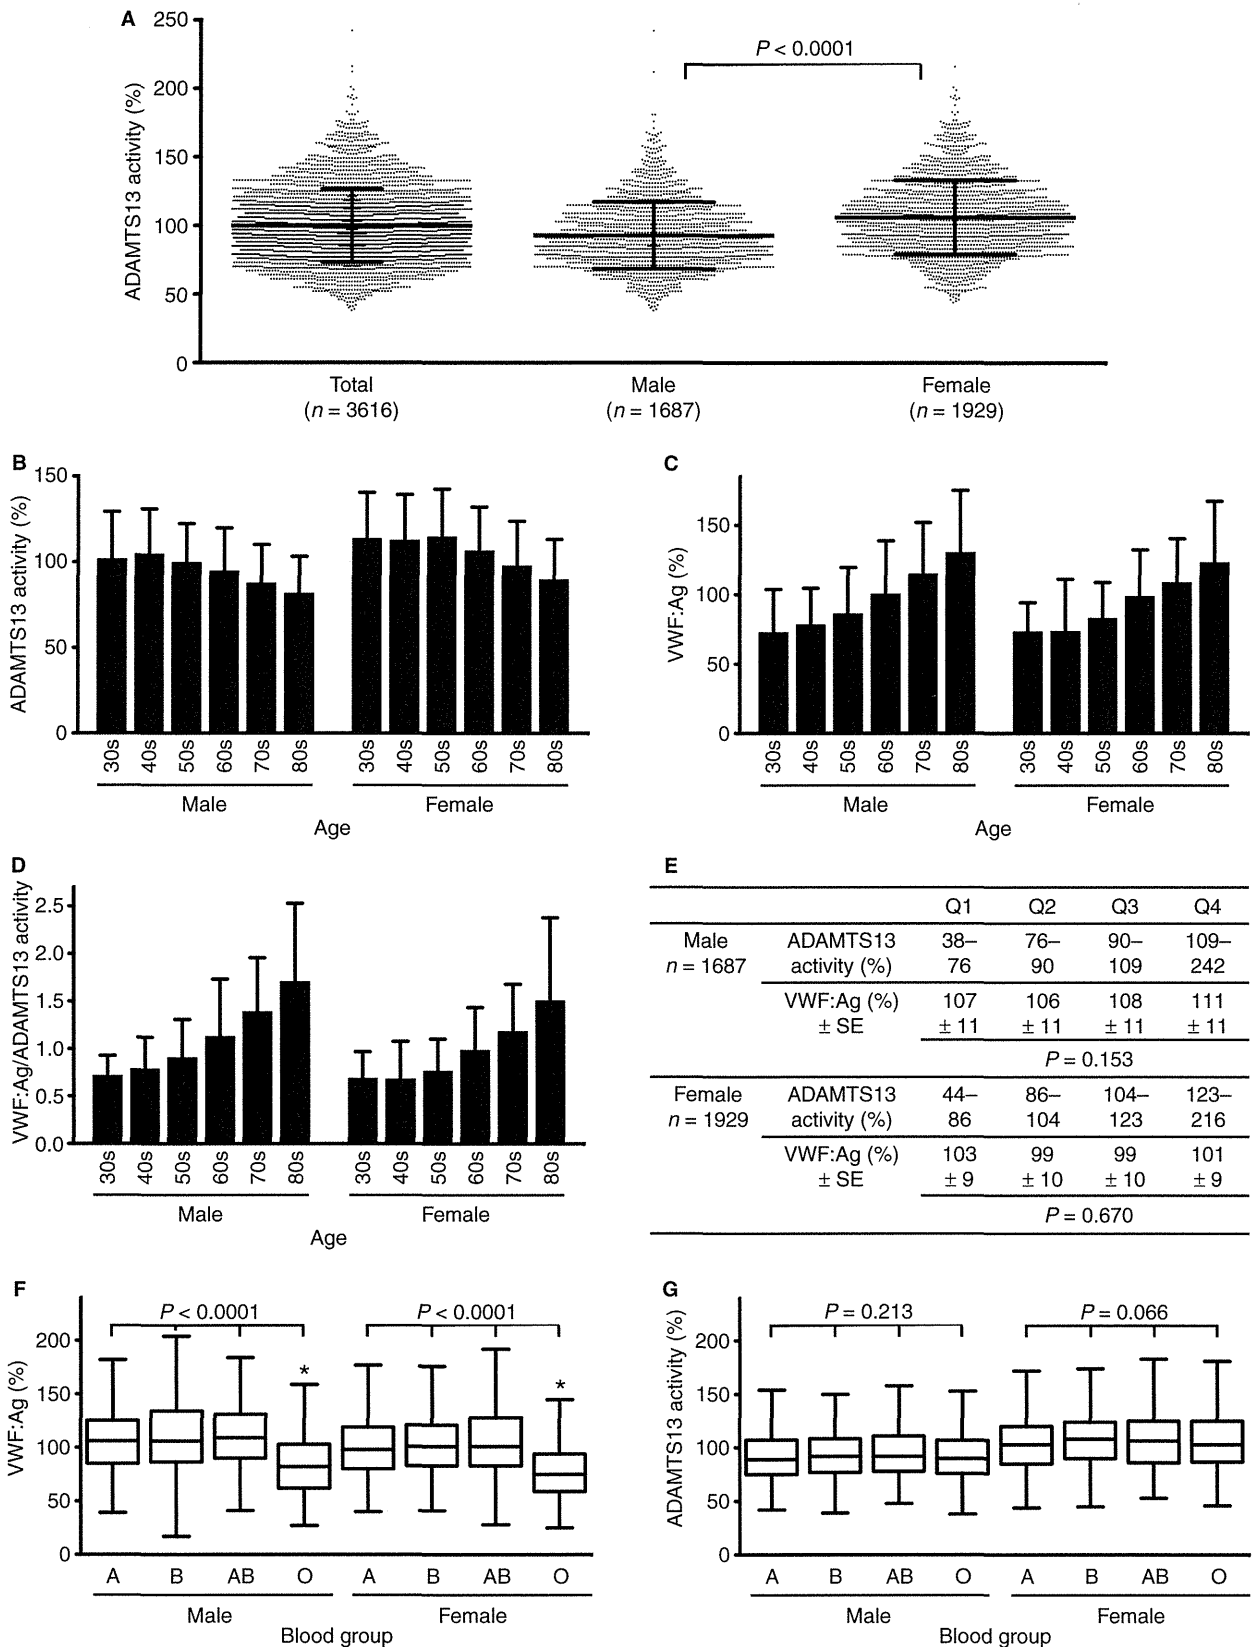 A
ADAMTS13 activity (%)
250
200
150
100
50
0
P < 0.0001
Total
(n = 3616)
Male
(n = 1687)
Female
(n = 1929)
B
ADAMTS13 activity (%)
150
100
50
0
30s 40s 50s 60s 70s 80s 30s 40s 50s 60s 70s 80s
Male Female
Age
C
VWF:Ag (%)
150
100
50
0
30s 40s 50s 60s 70s 80s 30s 40s 50s 60s 70s 80s
Male Female
Age
D
VWF:Ag/ADAMTS13 activity
2.5
2.0
1.5
1.0
0.5
0.0
30s 40s 50s 60s 70s 80s 30s 40s 50s 60s 70s 80s
Male Female
Age
E
Q1 Q2 Q3 Q4
Male ADAMTS13 38– 76– 90– 109–
n = 1687 activity (%) 76 90 109 242
VWF:Ag (%) 107 106 108 111
± SE ± 11 ± 11 ± 11 ± 11
P = 0.153
Female ADAMTS13 44– 86– 104– 123–
n = 1929 activity (%) 86 104 123 216
VWF:Ag (%) 103 99 99 101
± SE ± 9 ± 10 ± 10 ± 9
P = 0.670
F
VWF:Ag (%)
200
150
100
50
0
P < 0.0001 P < 0.0001
* *
A B AB O A B AB O
Male Female
Blood group
G
ADAMTS13 activity (%)
200
150
100
50
0
P = 0.213 P = 0.066
A B AB O A B AB O
Male Female
Blood group